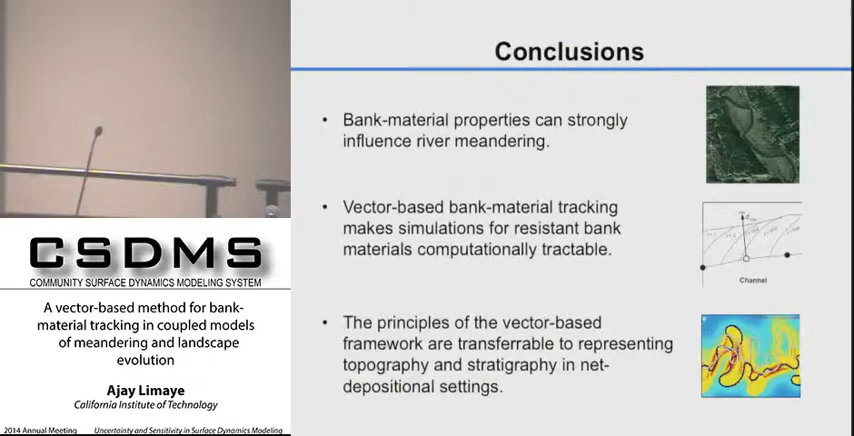 Conclusions
• Bank-material properties can strongly
influence river meandering.
• Vector-based bank-material tracking
makes simulations for resistant bank
materials computationally tractable.
Channel
• The principles of the vector-based
framework are transferrable to representing
topography and stratigraphy in net-
depositional settings.
CSDMS
COMMUNITY SURFACE DYNAMICS MODELING SYSTEM
A vector-based method for bank-
material tracking in coupled models
of meandering and landscape
evolution
Ajay Limaye
California Institute of Technology
2014 Annual Meeting Uncertainty and Sensitivity in Surface Dynamics Modeling